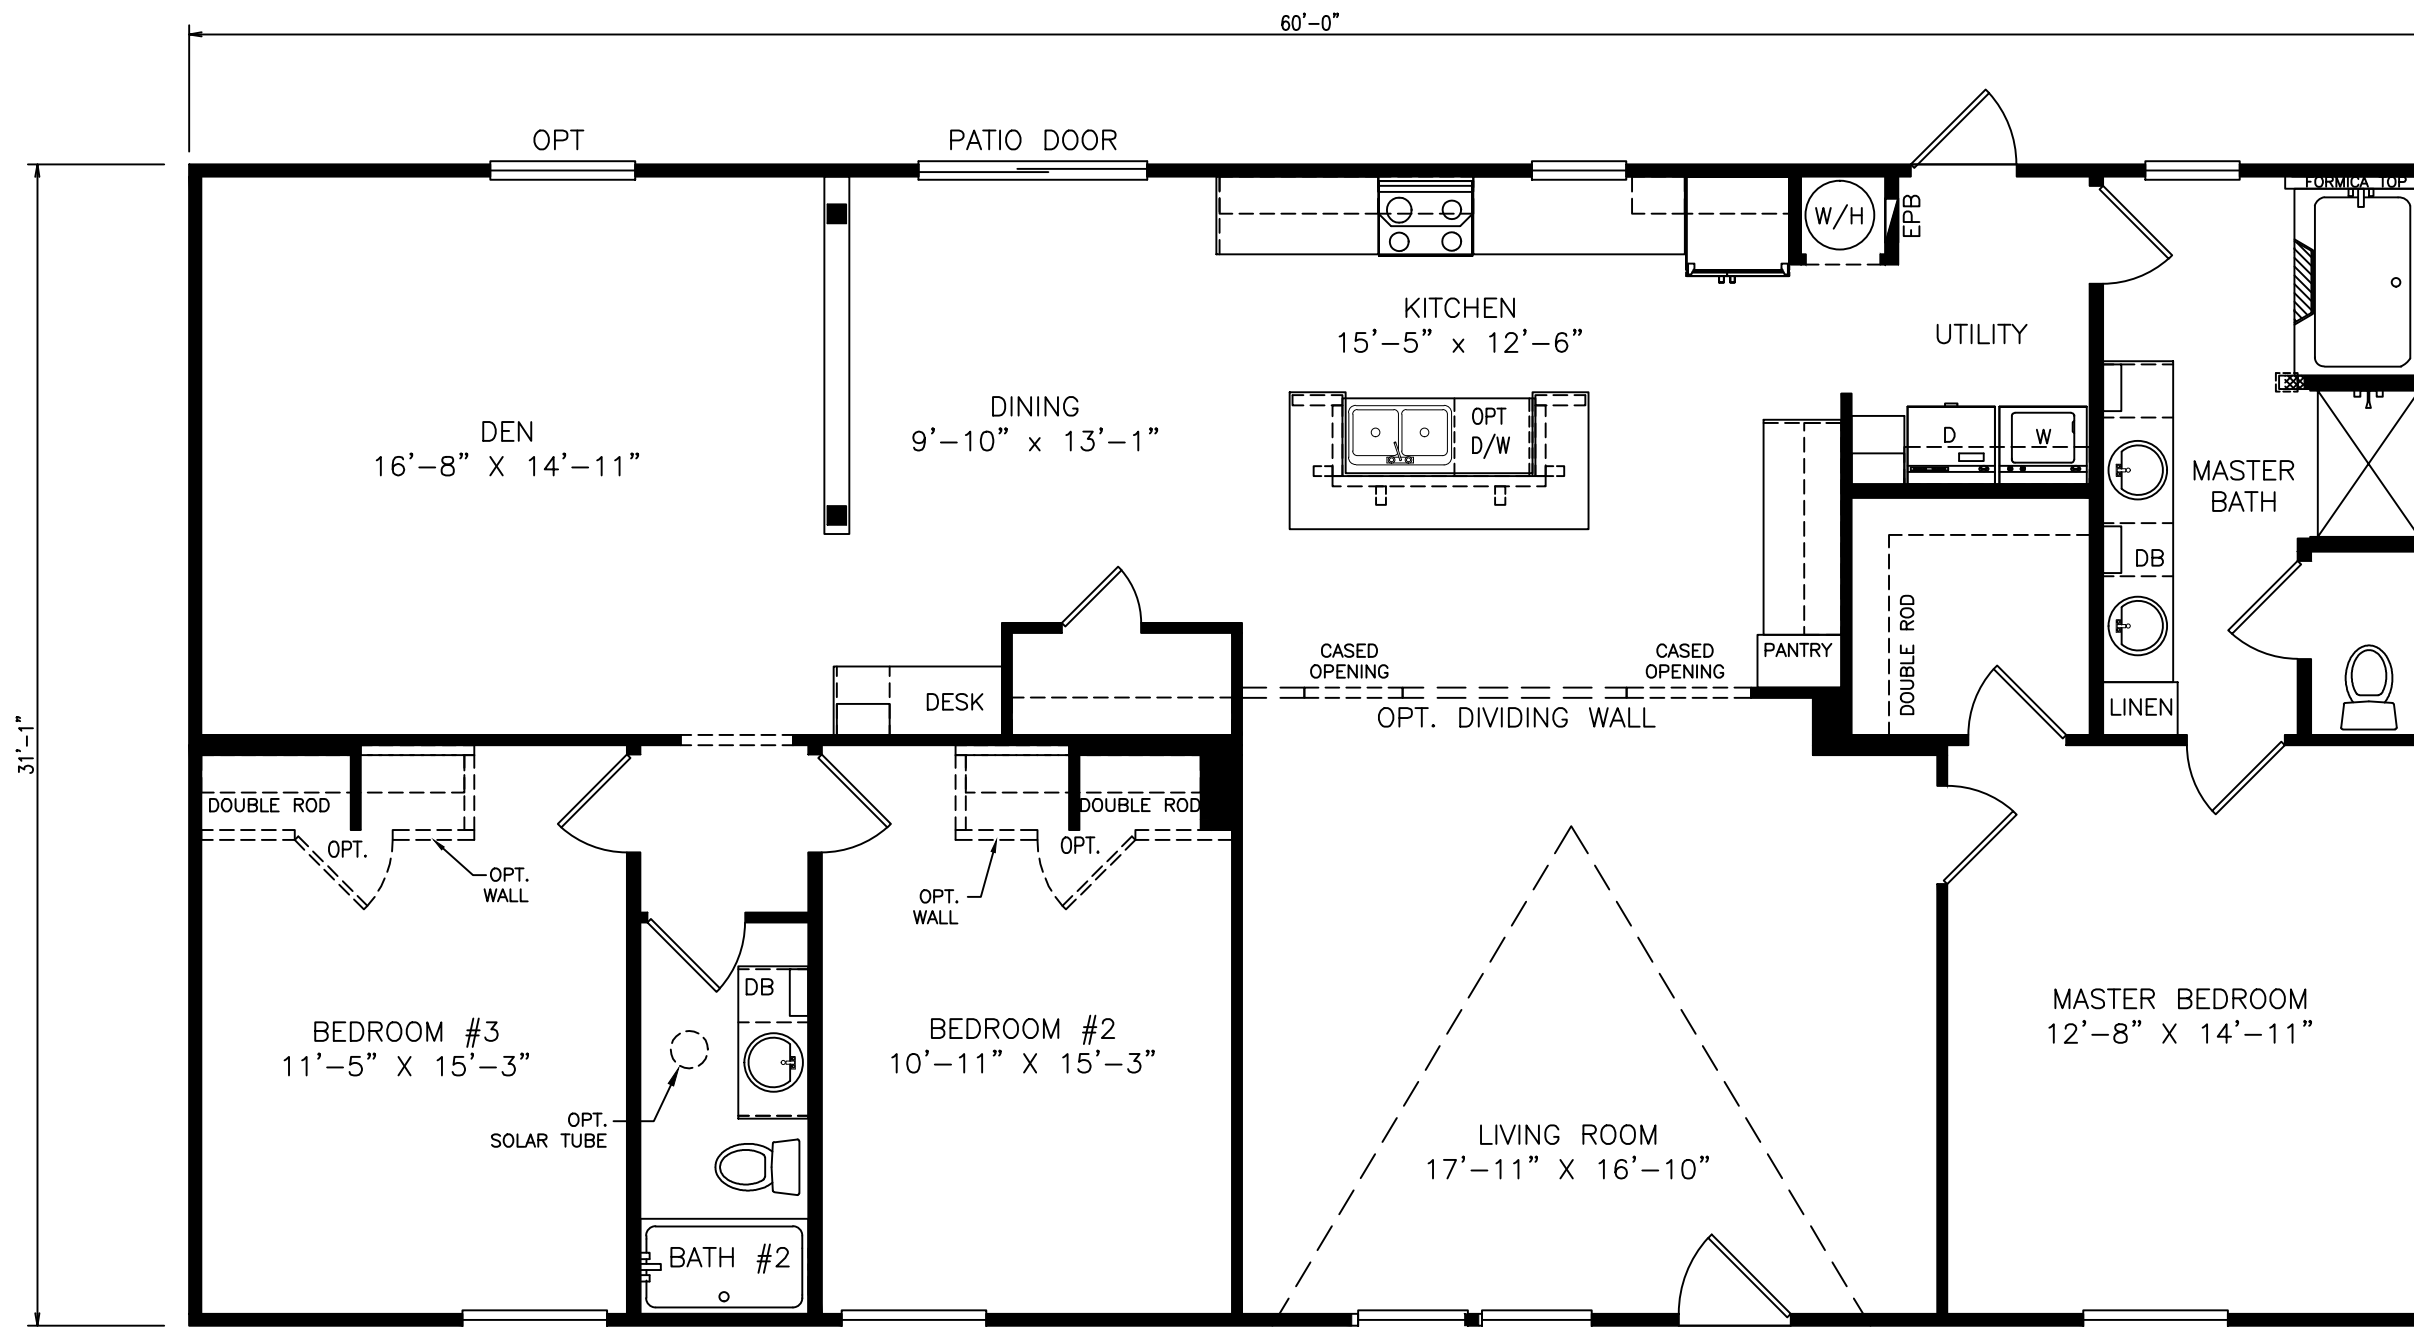 60'-0"
OPT
PATIO DOOR
FORMICA TOP
W/H
EPB
KITCHEN
15'-5" x 12'-6"
UTILITY
DINING
9'-10" x 13'-1"
DEN
16'-8" X 14'-11"
OPT
D/W
D
W
MASTER
BATH
DB
DOUBLE ROD
CASED
OPENING
CASED
OPENING
PANTRY
DESK
OPT. DIVIDING WALL
LINEN
31'-1"
DOUBLE ROD
OPT.
OPT.
WALL
DOUBLE ROD
OPT.
OPT.
WALL
DB
BEDROOM #3
11'-5" X 15'-3"
BEDROOM #2
10'-11" X 15'-3"
MASTER BEDROOM
12'-8" X 14'-11"
OPT.
SOLAR TUBE
LIVING ROOM
17'-11" X 16'-10"
BATH #2